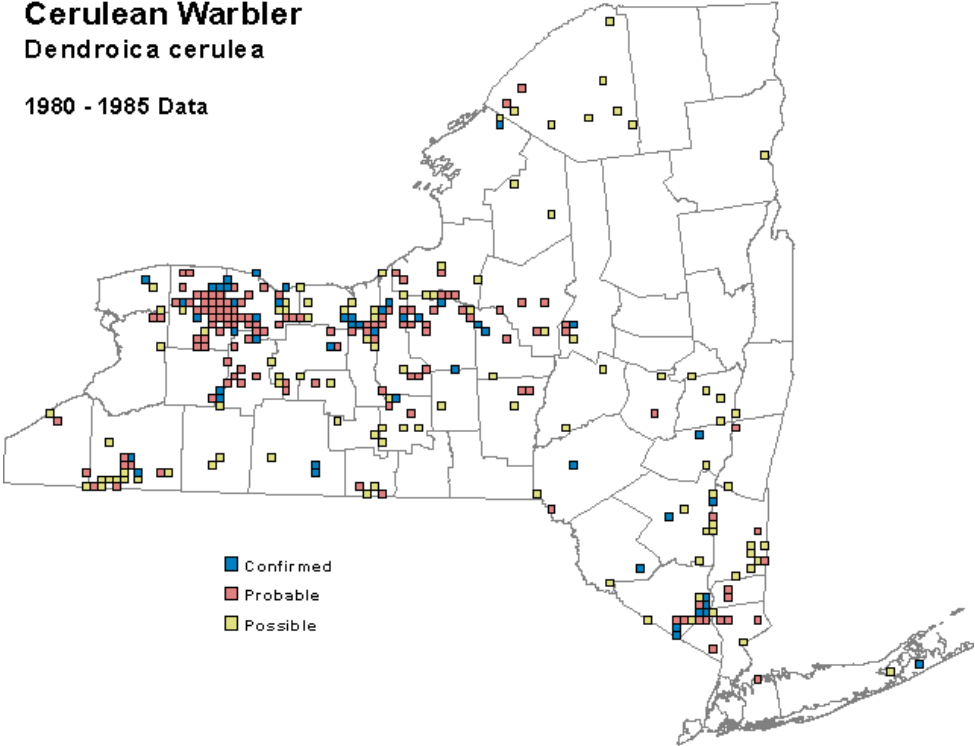 Cerulean Warbler
Dendroica cerulea
1980 - 1985 Data
Confirmed
Probable
Possible